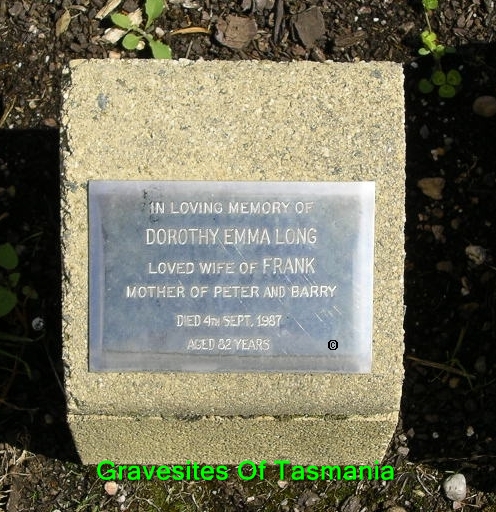 IN LOVING MEMORY OF
DOROTHY EMMA LONG
LOVED WIFE OF FRANK
MOTHER OF PETER AND BARRY
DIED 4TH SEPT. 1987
AGED 82 YEARS
©
Gravesites Of Tasmania